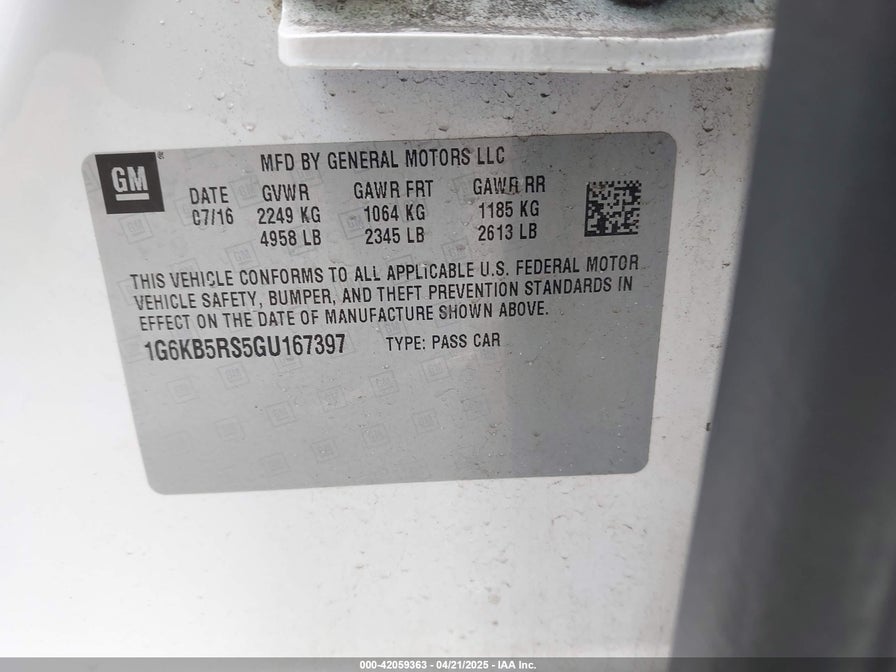 GM
MFD BY GENERAL MOTORS LLC
DATE GVWR GAWR FRT GAWR RR
07/16 2249 KG 1064 KG 1185 KG
4958 LB 2345 LB 2613 LB
THIS VEHICLE CONFORMS TO ALL APPLICABLE U.S. FEDERAL MOTOR
VEHICLE SAFETY, BUMPER, AND THEFT PREVENTION STANDARDS IN
EFFECT ON THE DATE OF MANUFACTURE SHOWN ABOVE.
1G6KB5RS5GU167397 TYPE: PASS CAR
000-42059363 - 04/21/2025 - IAA Inc.